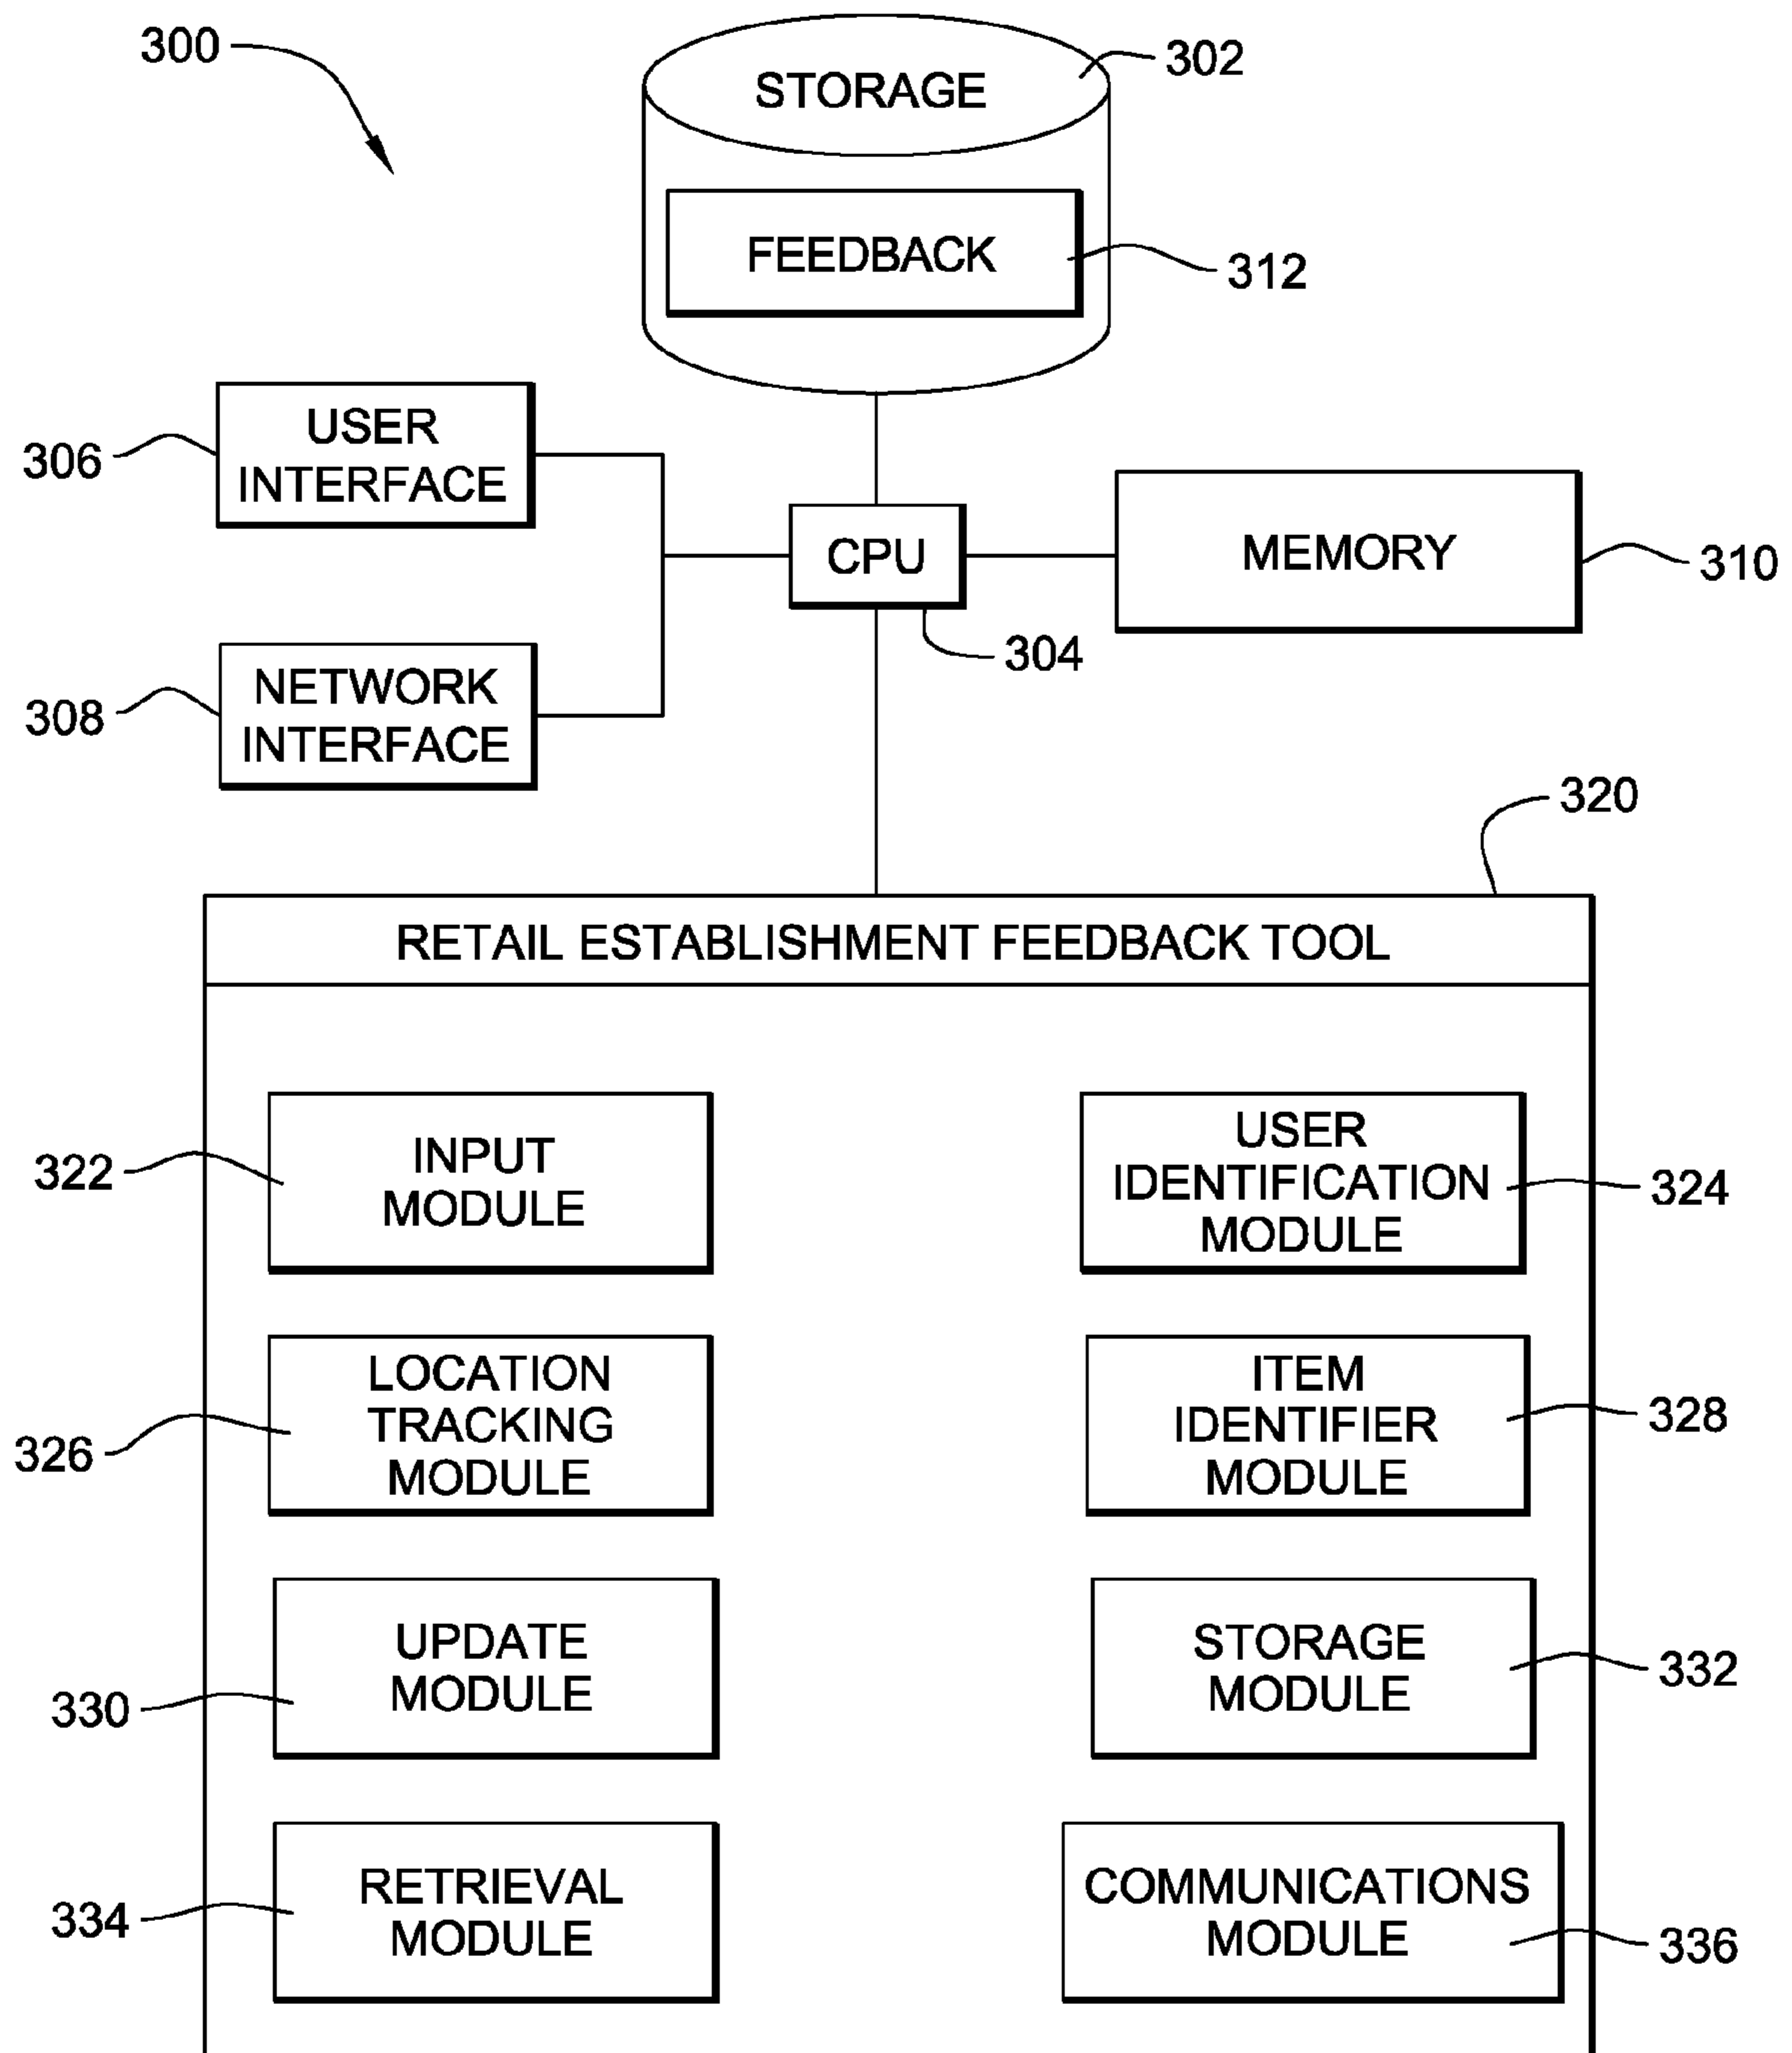 300
302
STORAGE
FEEDBACK
312
USER
INTERFACE
306
CPU
MEMORY
310
304
NETWORK
INTERFACE
308
320
RETAIL ESTABLISHMENT FEEDBACK TOOL
INPUT
MODULE
322
USER
IDENTIFICATION
MODULE
324
LOCATION
TRACKING
MODULE
326
ITEM
IDENTIFIER
MODULE
328
UPDATE
MODULE
330
STORAGE
MODULE
332
RETRIEVAL
MODULE
334
COMMUNICATIONS
MODULE
336